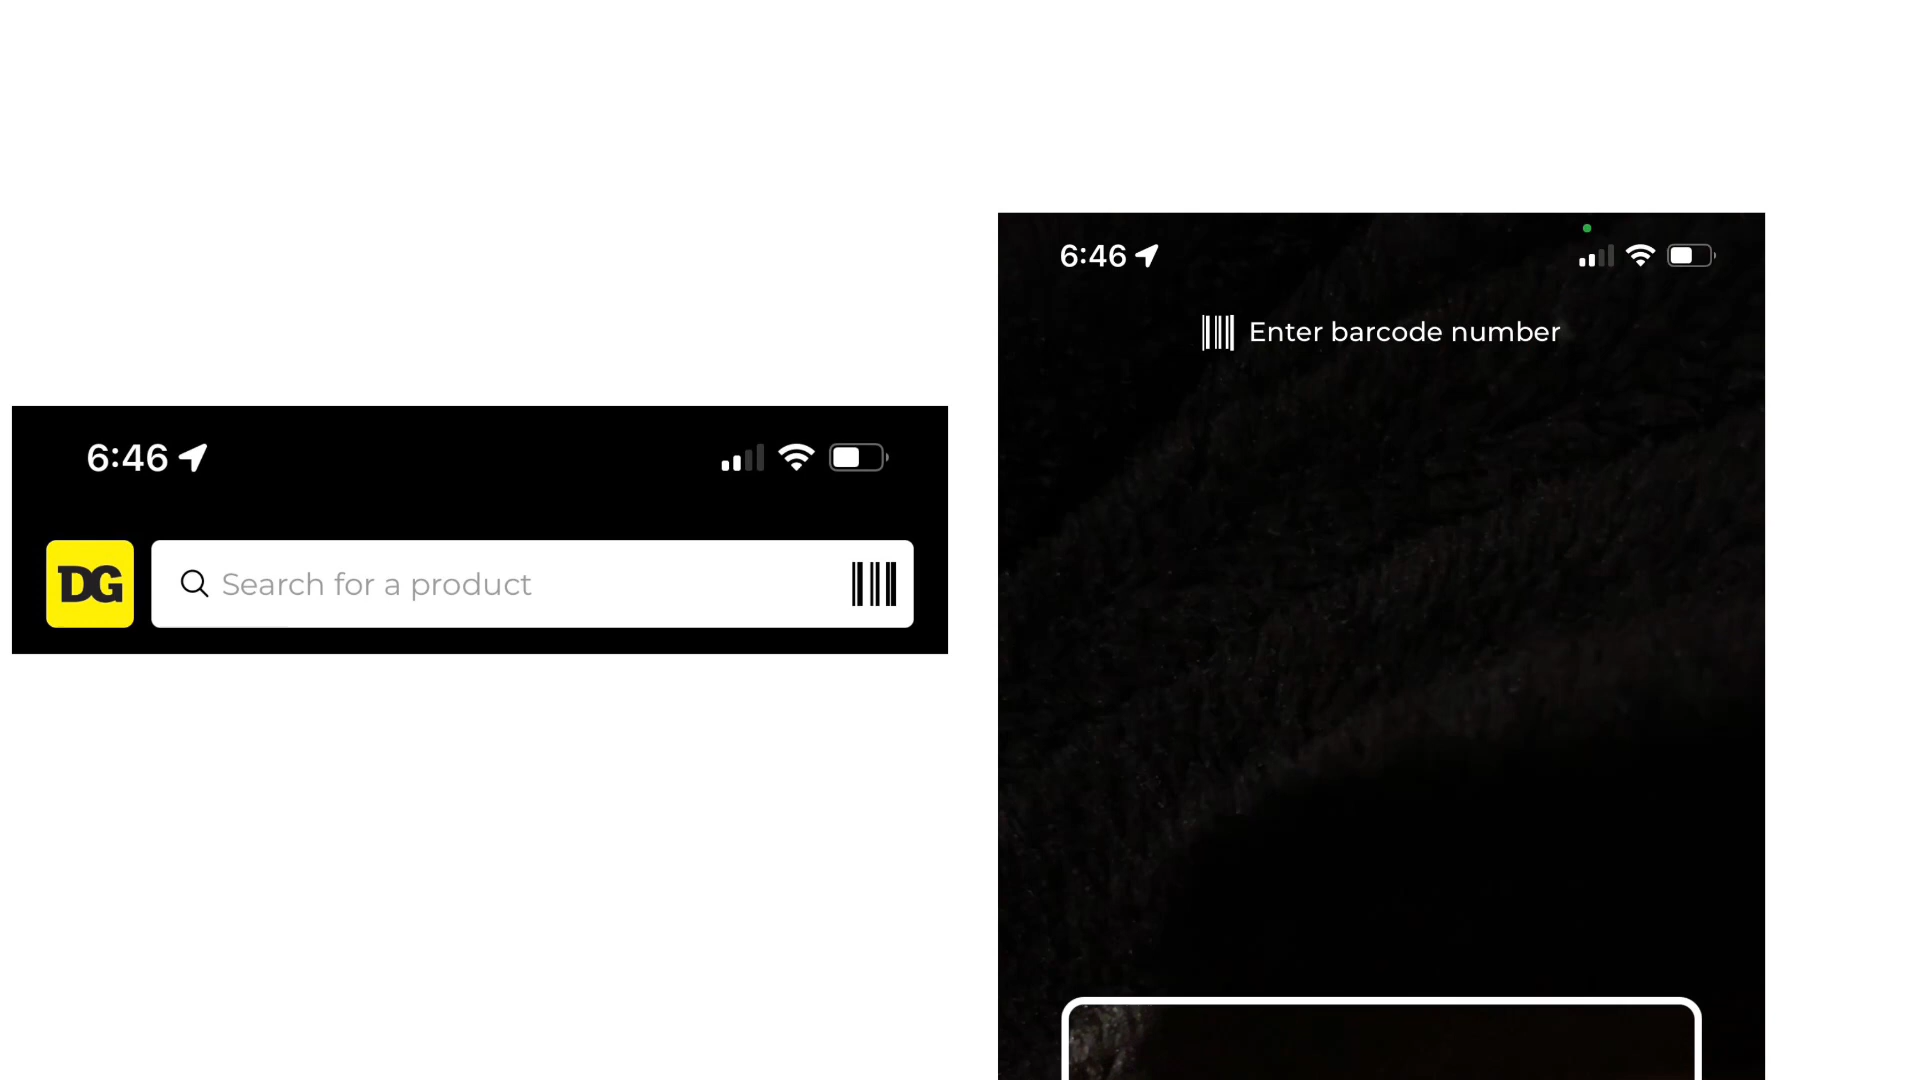 6:46
DG
Search for a product
6:46
Enter barcode number